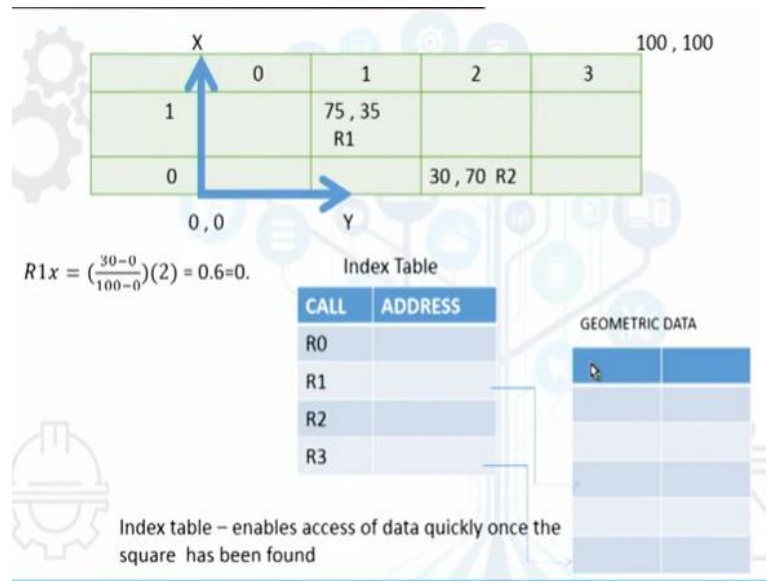 X
100 , 100
0 1 2 3
1 75 , 35
R1
0 30 , 70 R2
0 , 0 Y
R1x = (\frac{30-0}{100-0})(2) = 0.6=0.
Index Table
CALL ADDRESS
R0
R1
R2
R3
GEOMETRIC DATA
Index table – enables access of data quickly once the
square has been found